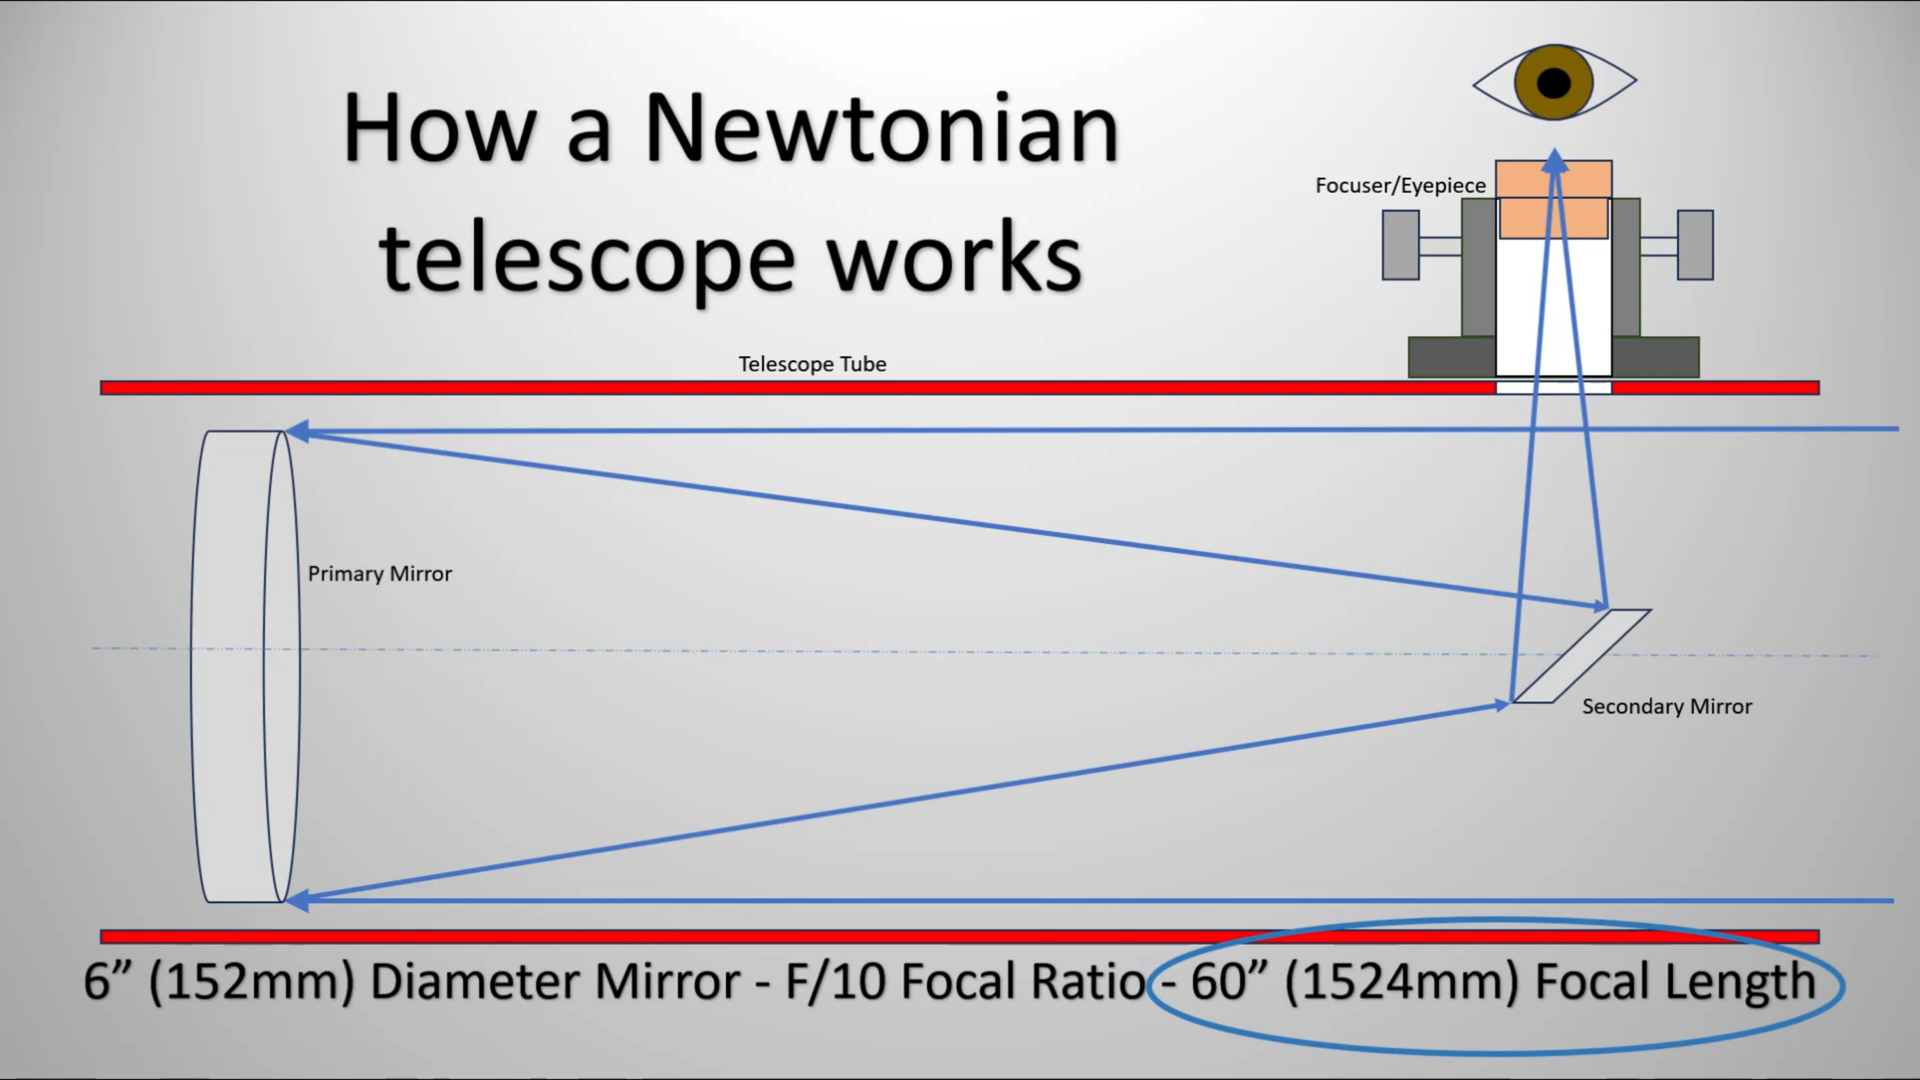 How a Newtonian
telescope works
Focuser/Eyepiece
Telescope Tube
Primary Mirror
Secondary Mirror
6” (152mm) Diameter Mirror - F/10 Focal Ratio - 60” (1524mm) Focal Length